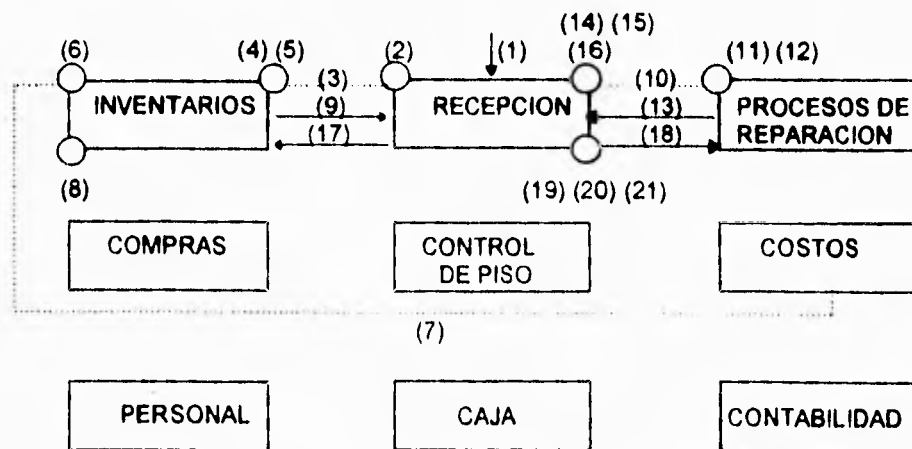 (14) (15)
(6) (4) (5) (2) (1) (16) (11) (12)
(3) (10)
INVENTARIOS RECEPCION PROCESOS DE
(9) (13)
REPARACION
(17) (18)
(8) (19) (20) (21)
COMPRAS CONTROL COSTOS
DE PISO
(7)
PERSONAL CAJA CONTABILIDAD